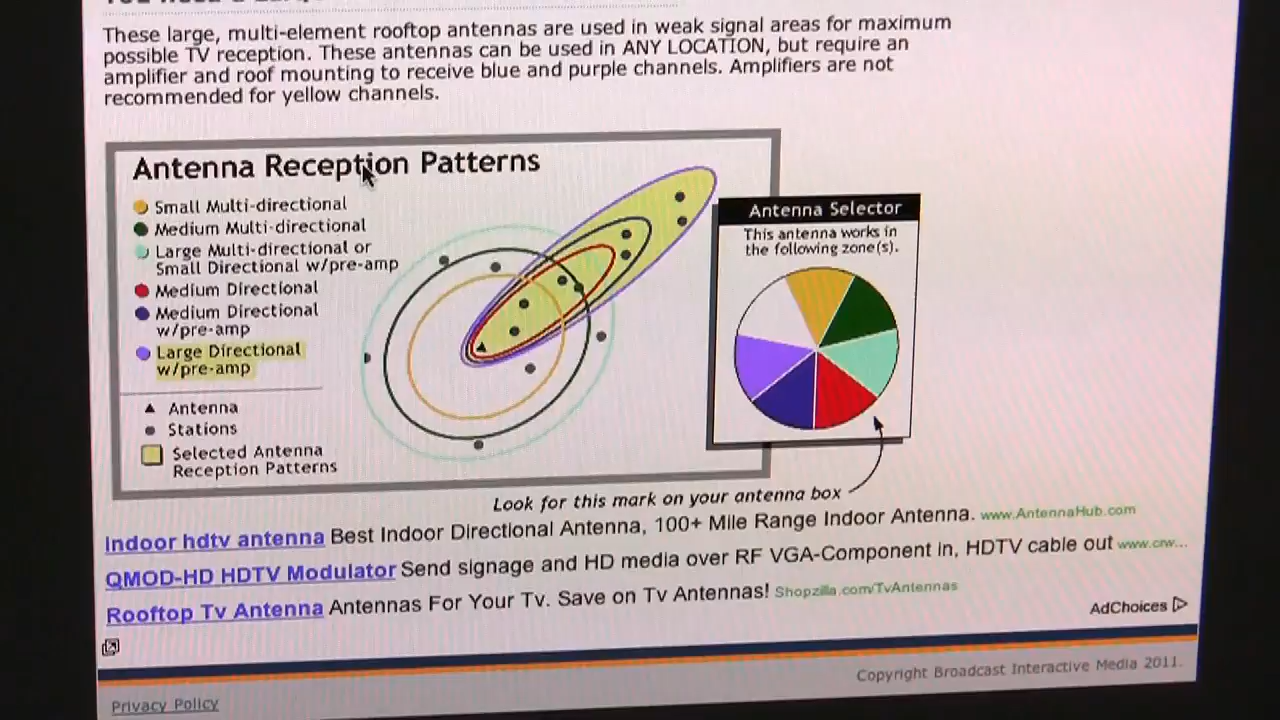 These large, multi-element rooftop antennas are used in weak signal areas for maximum
possible TV reception. These antennas can be used in ANY LOCATION, but require an
amplifier and roof mounting to receive blue and purple channels. Amplifiers are not
recommended for yellow channels.
Antenna Reception Patterns
Small Multi-directional
Medium Multi-directional
Large Multi-directional or
Small Directional w/pre-amp
Medium Directional
Medium Directional
w/pre-amp
Large Directional
w/pre-amp
Antenna
Stations
Selected Antenna
Reception Patterns
Antenna Selector
This antenna works in
the following zone(s).
Look for this mark on your antenna box
Indoor hdtv antenna Best Indoor Directional Antenna, 100+ Mile Range Indoor Antenna. www.AntennaHub.com
QMOD-HD HDTV Modulator Send signage and HD media over RF VGA-Component in, HDTV cable out
Rooftop Tv Antenna Antennas For Your Tv. Save on Tv Antennas! Shopzilla.com/TvAntennas
AdChoices
Copyright Broadcast Interactive Media 2011.
Privacy Policy